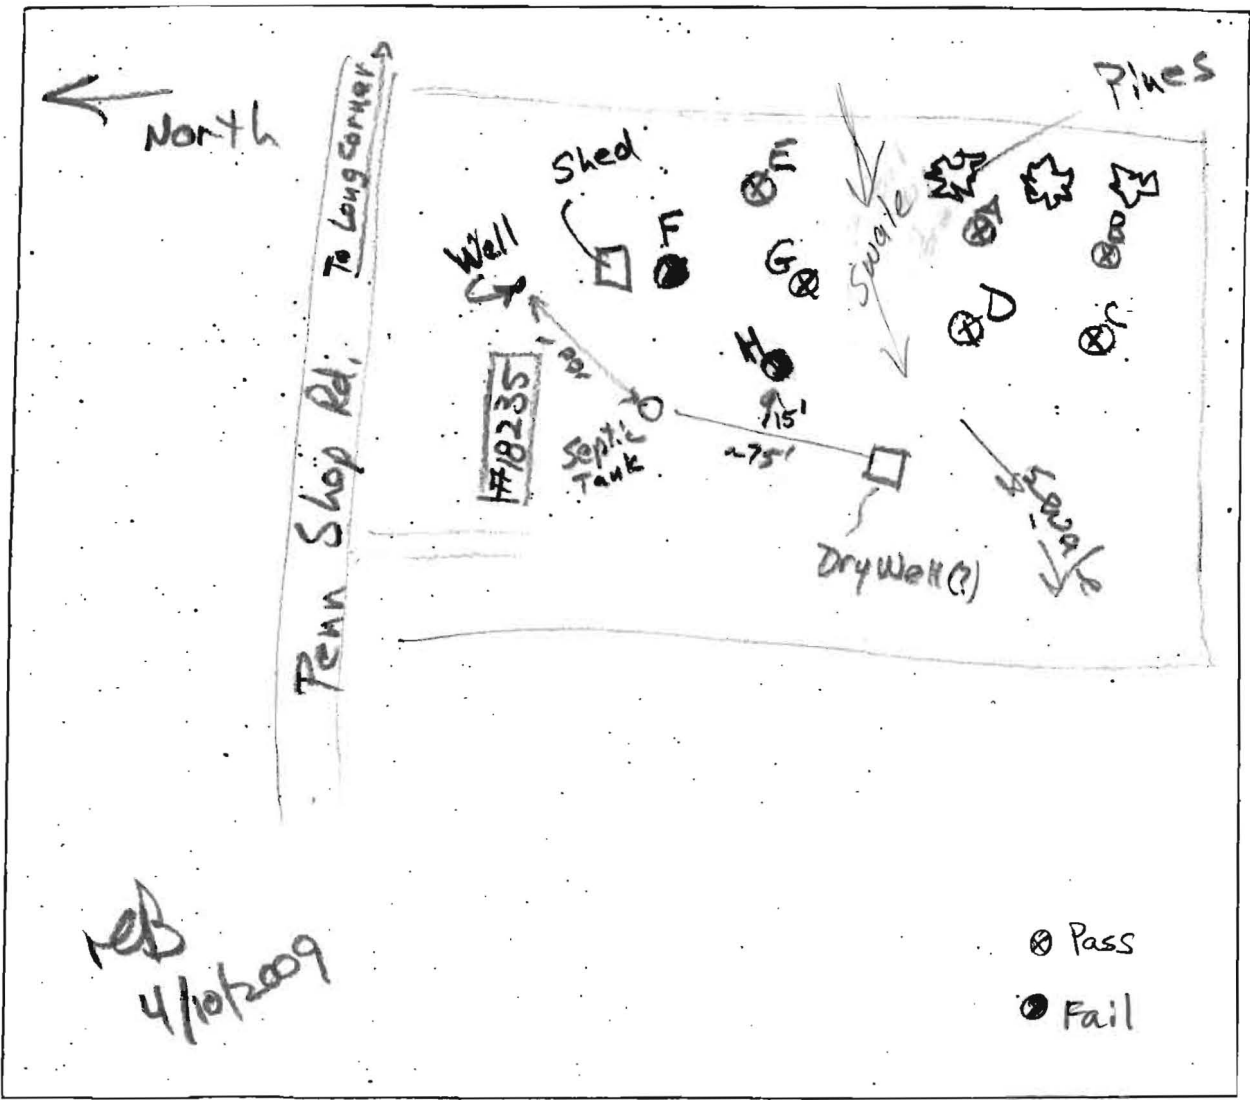 North
To Long Corner
Penn Shop Rd.
Pines
Shed
E
F
Well
G
Swale
A
B
D
C
H
#18235
Septic
Tank
15'
~75'
Dry Well (?)
Swale
4/10/2009
Pass
Fail